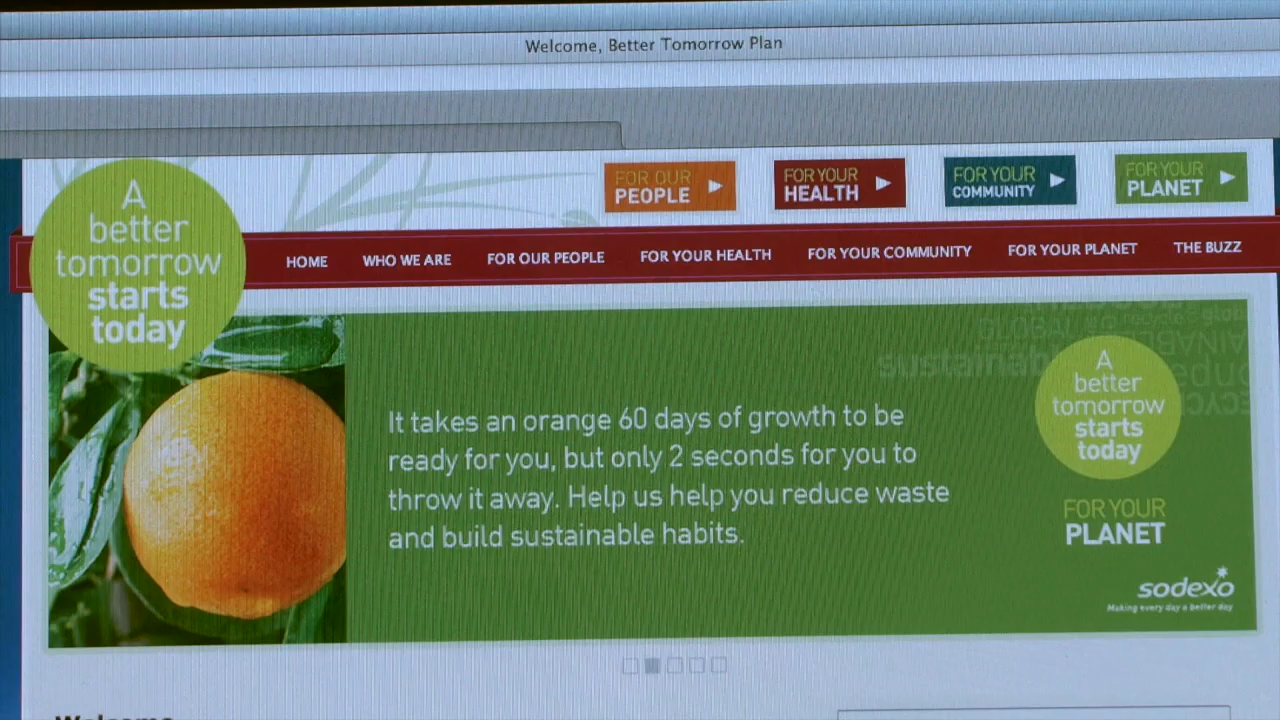 Welcome, Better Tomorrow Plan
FOR OUR
PEOPLE
FOR YOUR
HEALTH
FOR YOUR
COMMUNITY
FOR YOUR
PLANET
A
better
tomorrow
starts
today
HOME WHO WE ARE FOR OUR PEOPLE FOR YOUR HEALTH FOR YOUR COMMUNITY FOR YOUR PLANET THE BUZZ
It takes an orange 60 days of growth to be
ready for you, but only 2 seconds for you to
throw it away. Help us help you reduce waste
and build sustainable habits.
GLOBAL
A
better
tomorrow
starts
today
FOR YOUR
PLANET
sodexo
Making every day a better day
Welcome